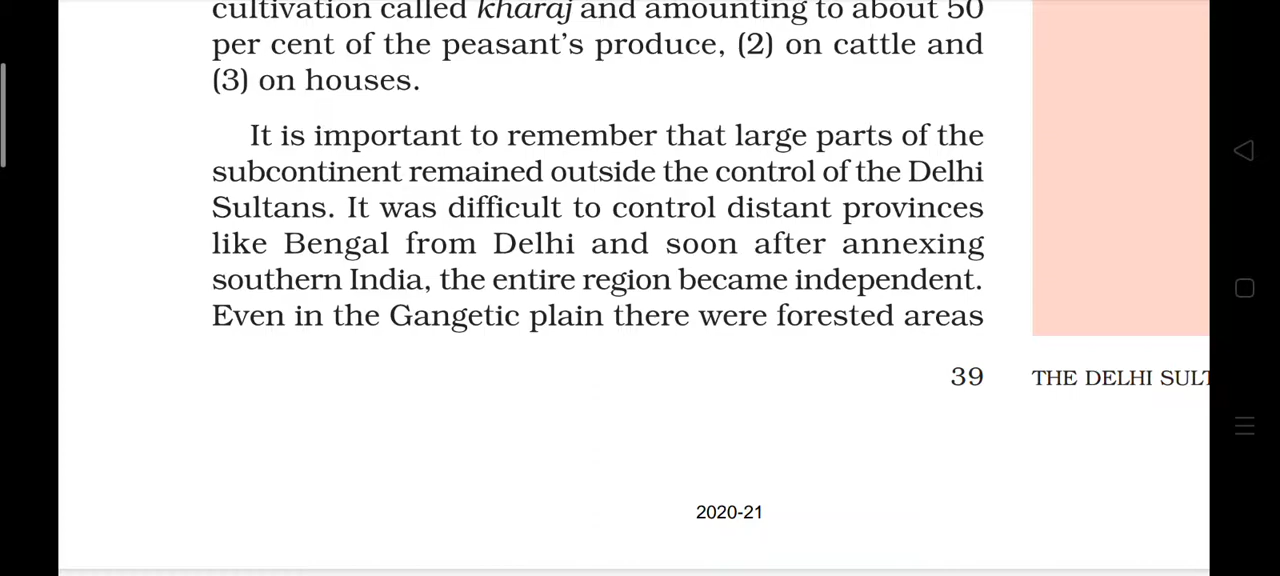 cultivation called kharaj and amounting to about 50
per cent of the peasant's produce, (2) on cattle and
(3) on houses.
It is important to remember that large parts of the
subcontinent remained outside the control of the Delhi
Sultans. It was difficult to control distant provinces
like Bengal from Delhi and soon after annexing
southern India, the entire region became independent.
Even in the Gangetic plain there were forested areas
39 THE DELHI SULT
2020-21